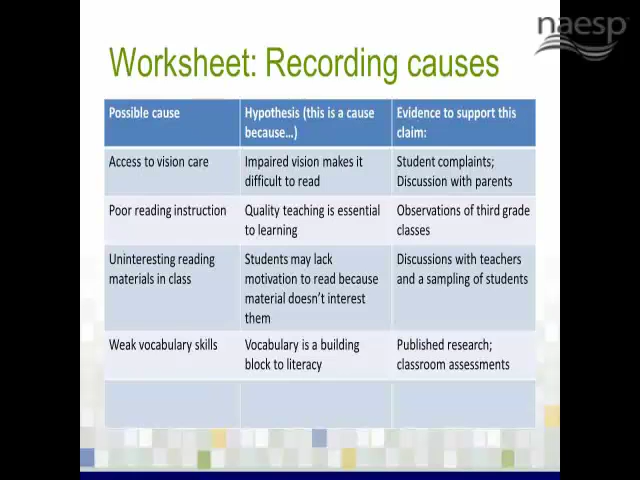 naesp
Worksheet: Recording causes
Possible cause
Hypothesis (this is a cause
because…)
Evidence to support this
claim:
Access to vision care
Impaired vision makes it
difficult to read
Student complaints;
Discussion with parents
Poor reading instruction
Quality teaching is essential
to learning
Observations of third grade
classes
Uninteresting reading
materials in class
Students may lack
motivation to read because
material doesn't interest
them
Discussions with teachers
and a sampling of students
Weak vocabulary skills
Vocabulary is a building
block to literacy
Published research;
classroom assessments